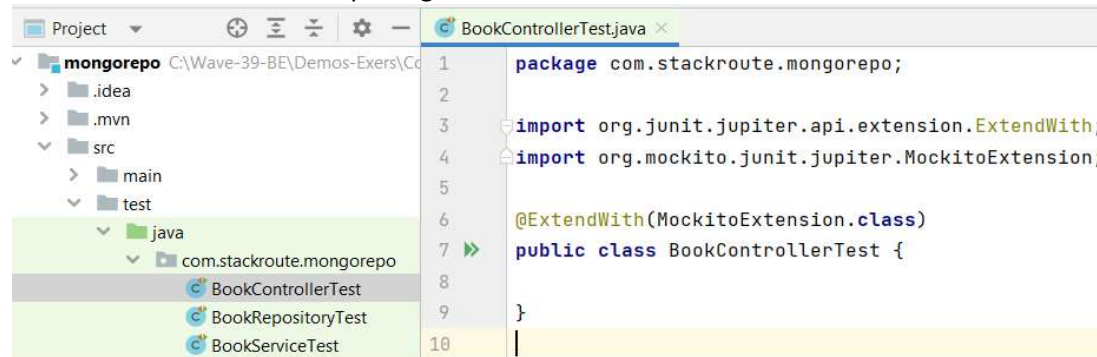 Project
mongorepo C:\Wave-39-BE\Demos-Exers\
.idea
.mvn
src
main
test
java
com.stackroute.mongorepo
BookControllerTest
BookRepositoryTest
BookServiceTest
BookControllerTest.java
1 package com.stackroute.mongorepo;
2
3 import org.junit.jupiter.api.extension.ExtendWith;
4 import org.mockito.junit.jupiter.MockitoExtension;
5
6 @ExtendWith(MockitoExtension.class)
7 public class BookControllerTest {
8
9 }
10